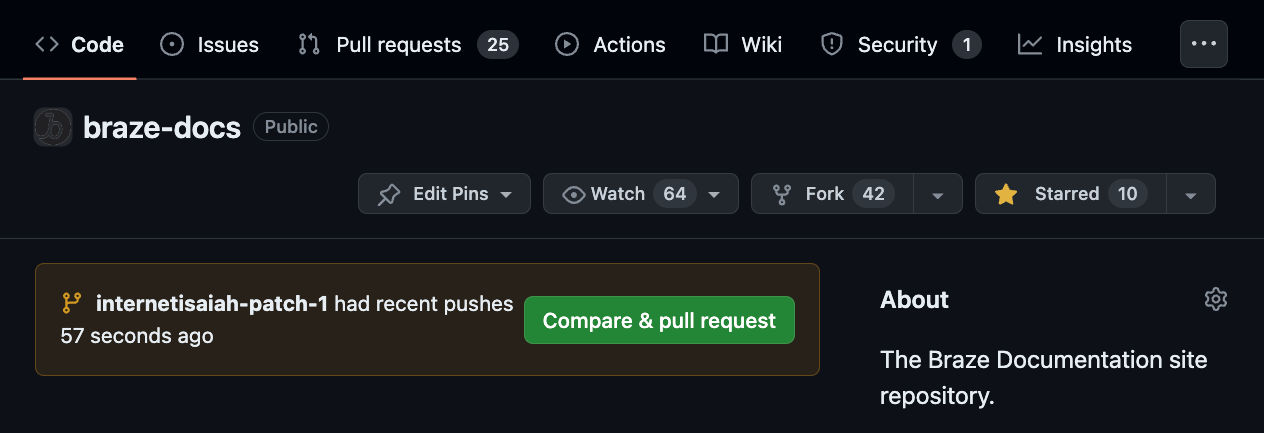 Code Issues Pull requests 25 Actions Wiki Security 1 Insights ...
braze-docs Public
Edit Pins Watch 64 Fork 42 Starred 10
internetisaiah-patch-1 had recent pushes
57 seconds ago
Compare & pull request
About
The Braze Documentation site
repository.